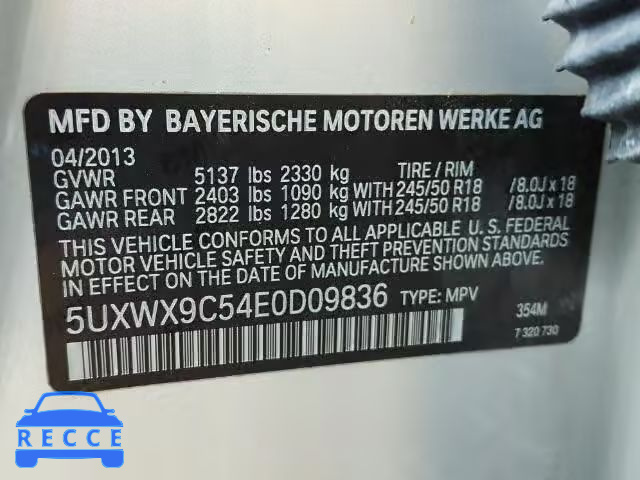 MFD BY BAYERISCHE MOTOREN WERKE AG
04/2013
GVWR 5137 lbs 2330 kg TIRE / RIM
GAWR FRONT 2403 lbs 1090 kg WITH 245/50 R18 /8.0J x 18
GAWR REAR 2822 lbs 1280 kg WITH 245/50 R18 /8.0J x 18
THIS VEHICLE CONFORMS TO ALL APPLICABLE U. S. FEDERAL
MOTOR VEHICLE SAFETY AND THEFT PREVENTION STANDARDS
IN EFFECT ON THE DATE OF MANUFACTURE SHOWN ABOVE.
5UXWX9C54E0D09836 TYPE: MPV 354M
7 320 730
RECCE